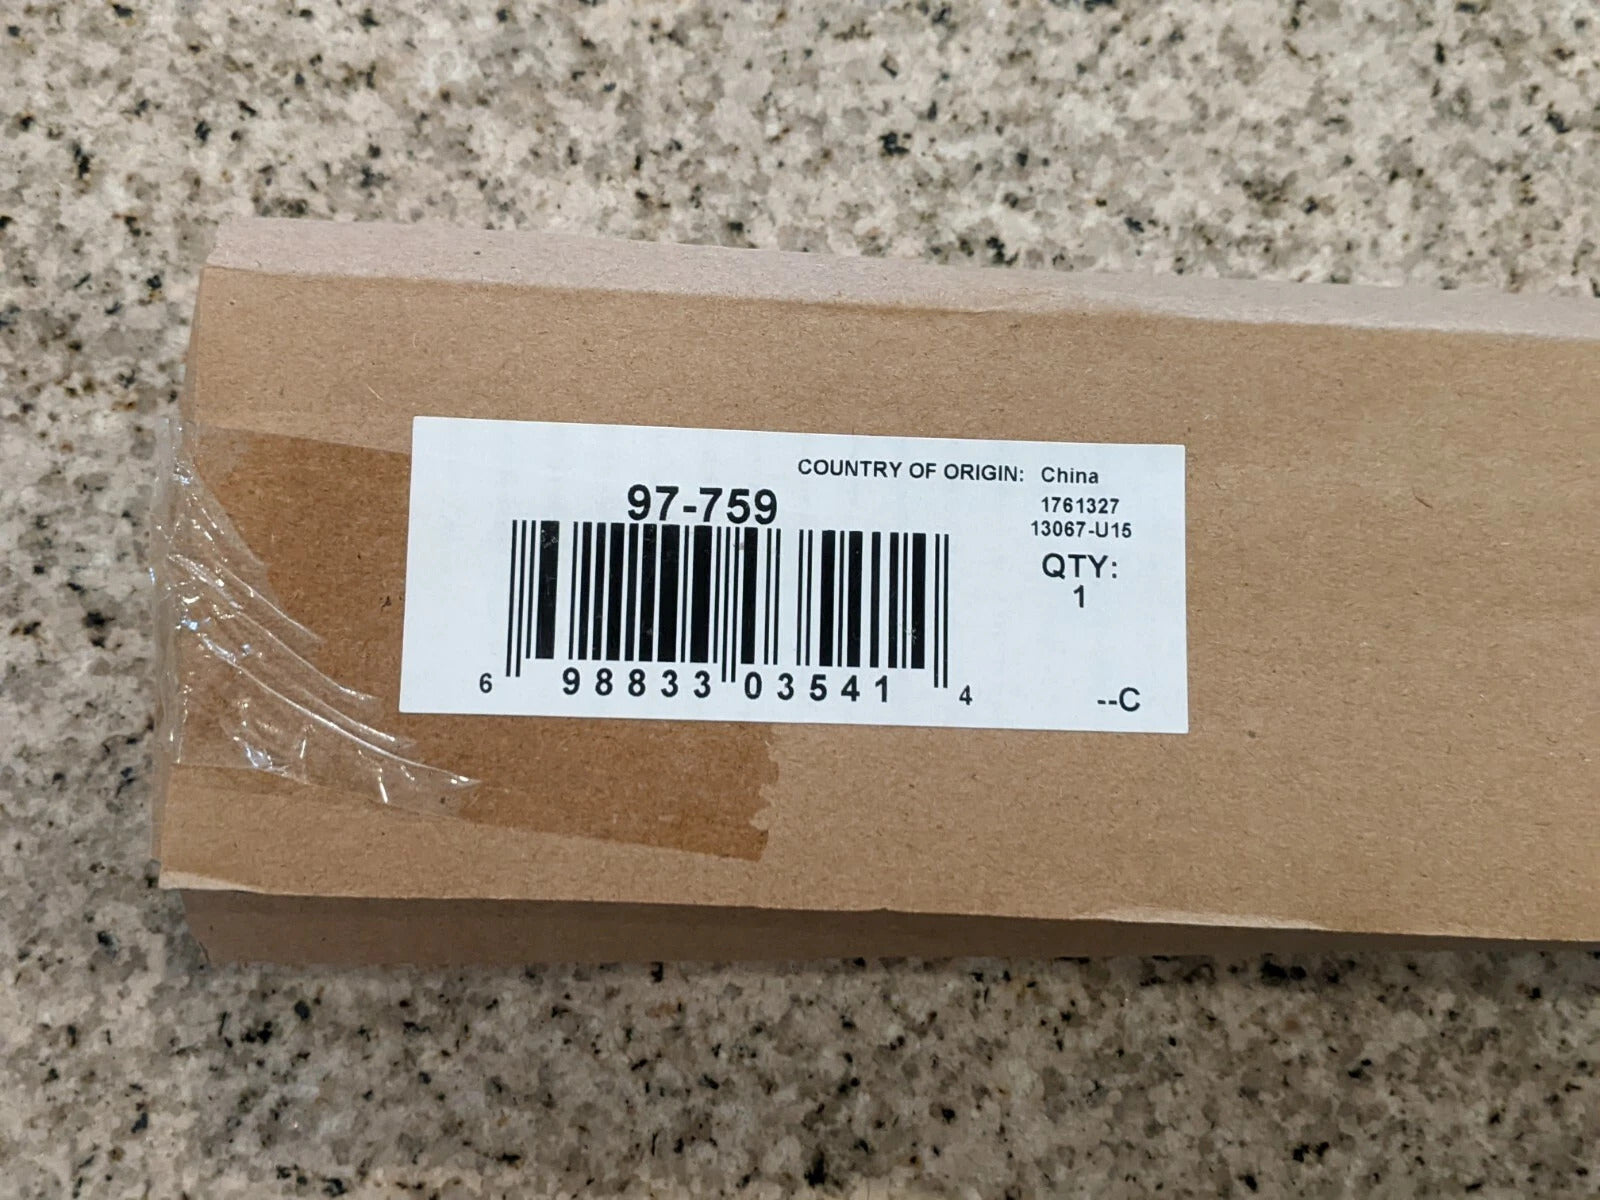 COUNTRY OF ORIGIN: China
97-759
1761327
13067-U15
QTY:
1
6 98833 03541 4
--C